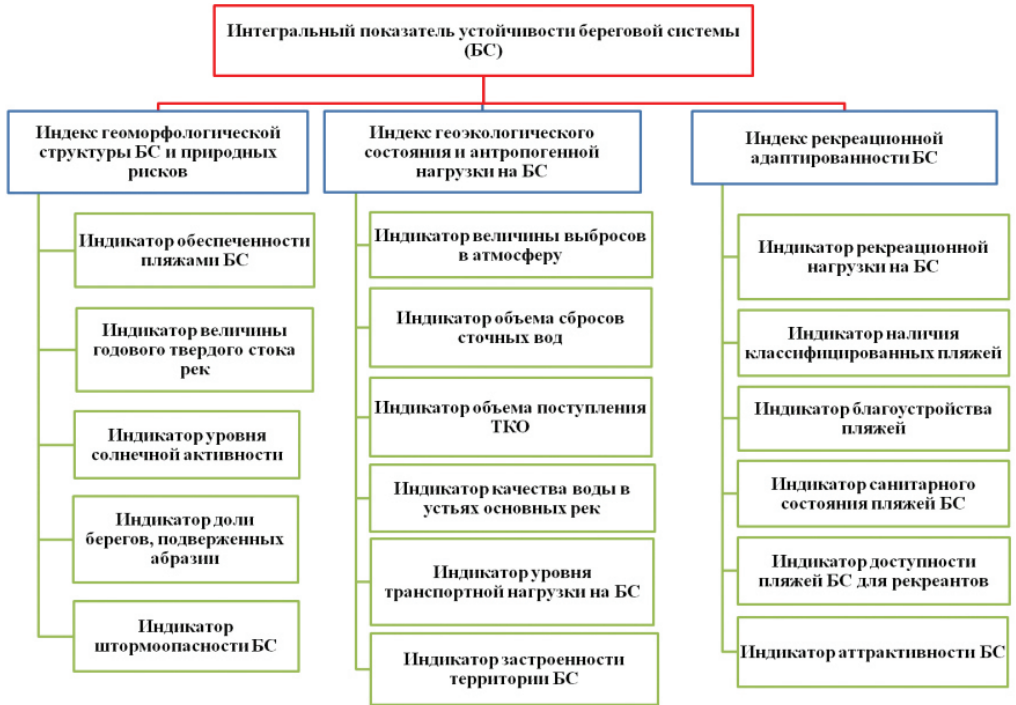 Интегральный показатель устойчивости береговой системы
(БС)
Индекс геоморфологической
структуры БС и природных
рисков
Индикатор обеспеченности
пляжами БС
Индикатор величины
годового твердого стока
рек
Индикатор уровня
солнечной активности
Индикатор доли
берегов, подверженных
абразии
Индикатор
штормоопасности БС
Индекс геоэкологического
состояния и антропогенной
нагрузки на БС
Индикатор величины выбросов
в атмосферу
Индикатор объема сбросов
сточных вод
Индикатор объема поступления
ТКО
Индикатор качества воды в
устьях основных рек
Индикатор уровня
транспортной нагрузки на БС
Индикатор застроенности
территории БС
Индекс рекреационной
адаптированности БС
Индикатор рекреационной
нагрузки на БС
Индикатор наличия
классифицированных пляжей
Индикатор благоустройства
пляжей
Индикатор санитарного
состояния пляжей БС
Индикатор доступности
пляжей БС для рекреантов
Индикатор аттрактивности БС